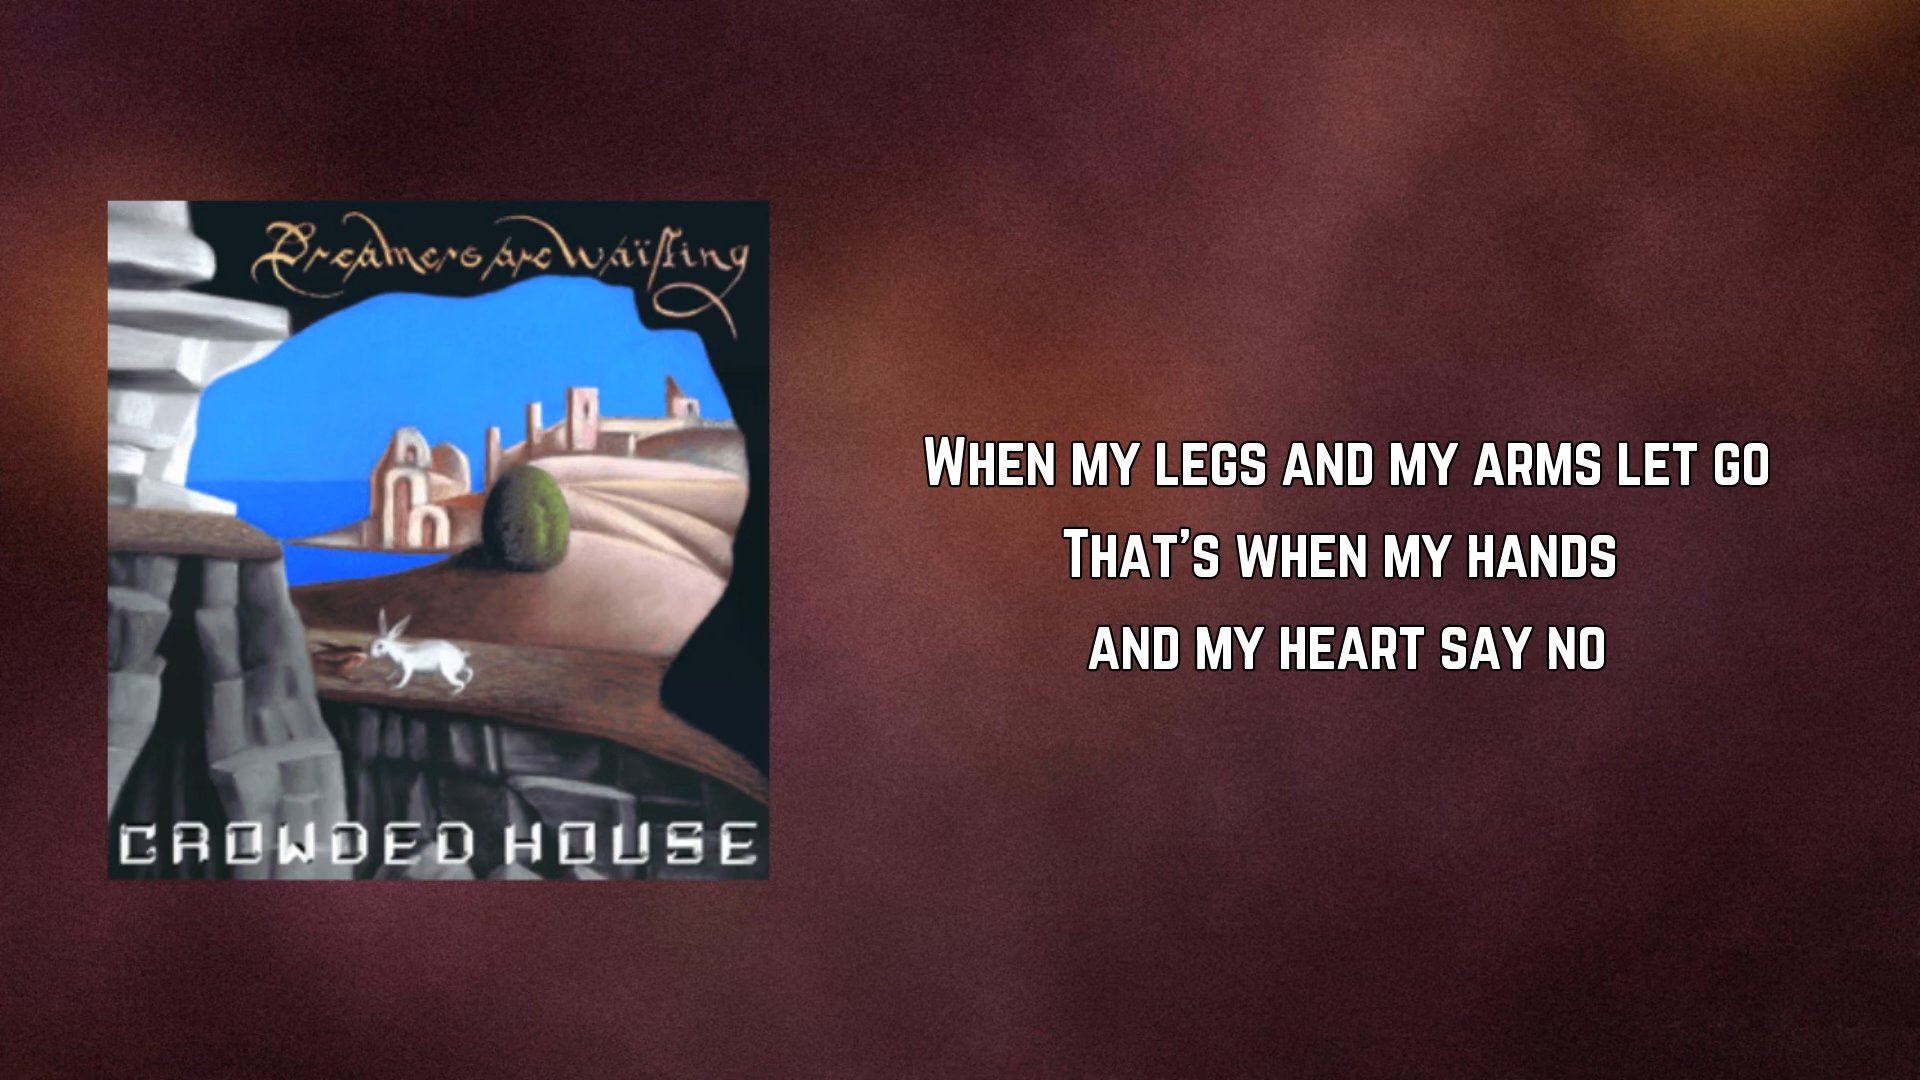 Dreamers are Waiting
CROWDED HOUSE
When my legs and my arms let go
That's when my hands
and my heart say no